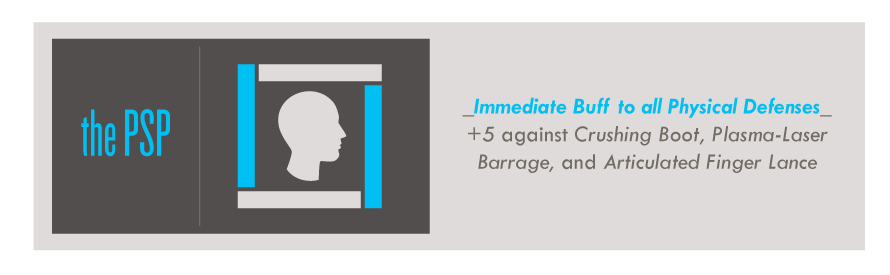 the PSP
_Immediate Buff to all Physical Defenses_
+5 against Crushing Boot, Plasma-Laser
Barrage, and Articulated Finger Lance